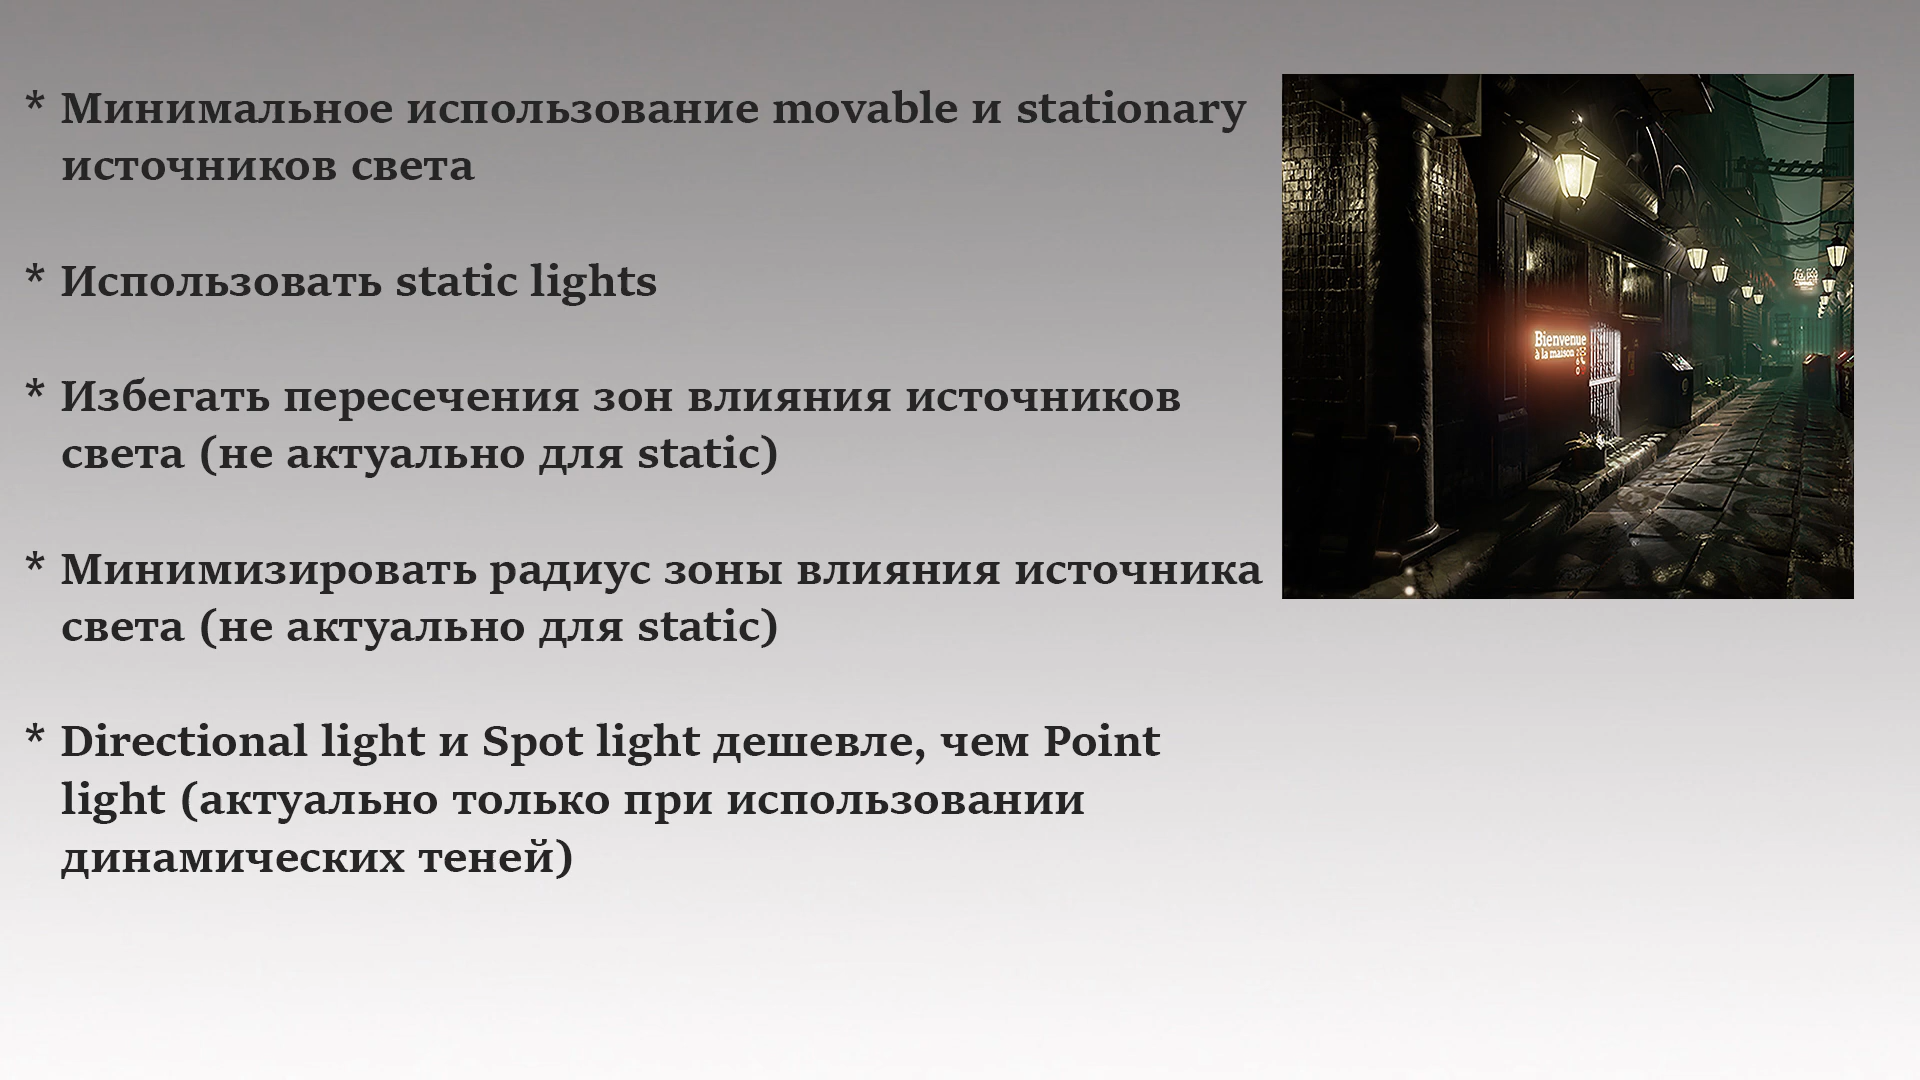 * Минимальное использование movable и stationary
источников света
* Использовать static lights
* Избегать пересечения зон влияния источников
света (не актуально для static)
* Минимизировать радиус зоны влияния источника
света (не актуально для static)
* Directional light и Spot light дешевле, чем Point
light (актуально только при использовании
динамических теней)
Bienvenue
à la maison